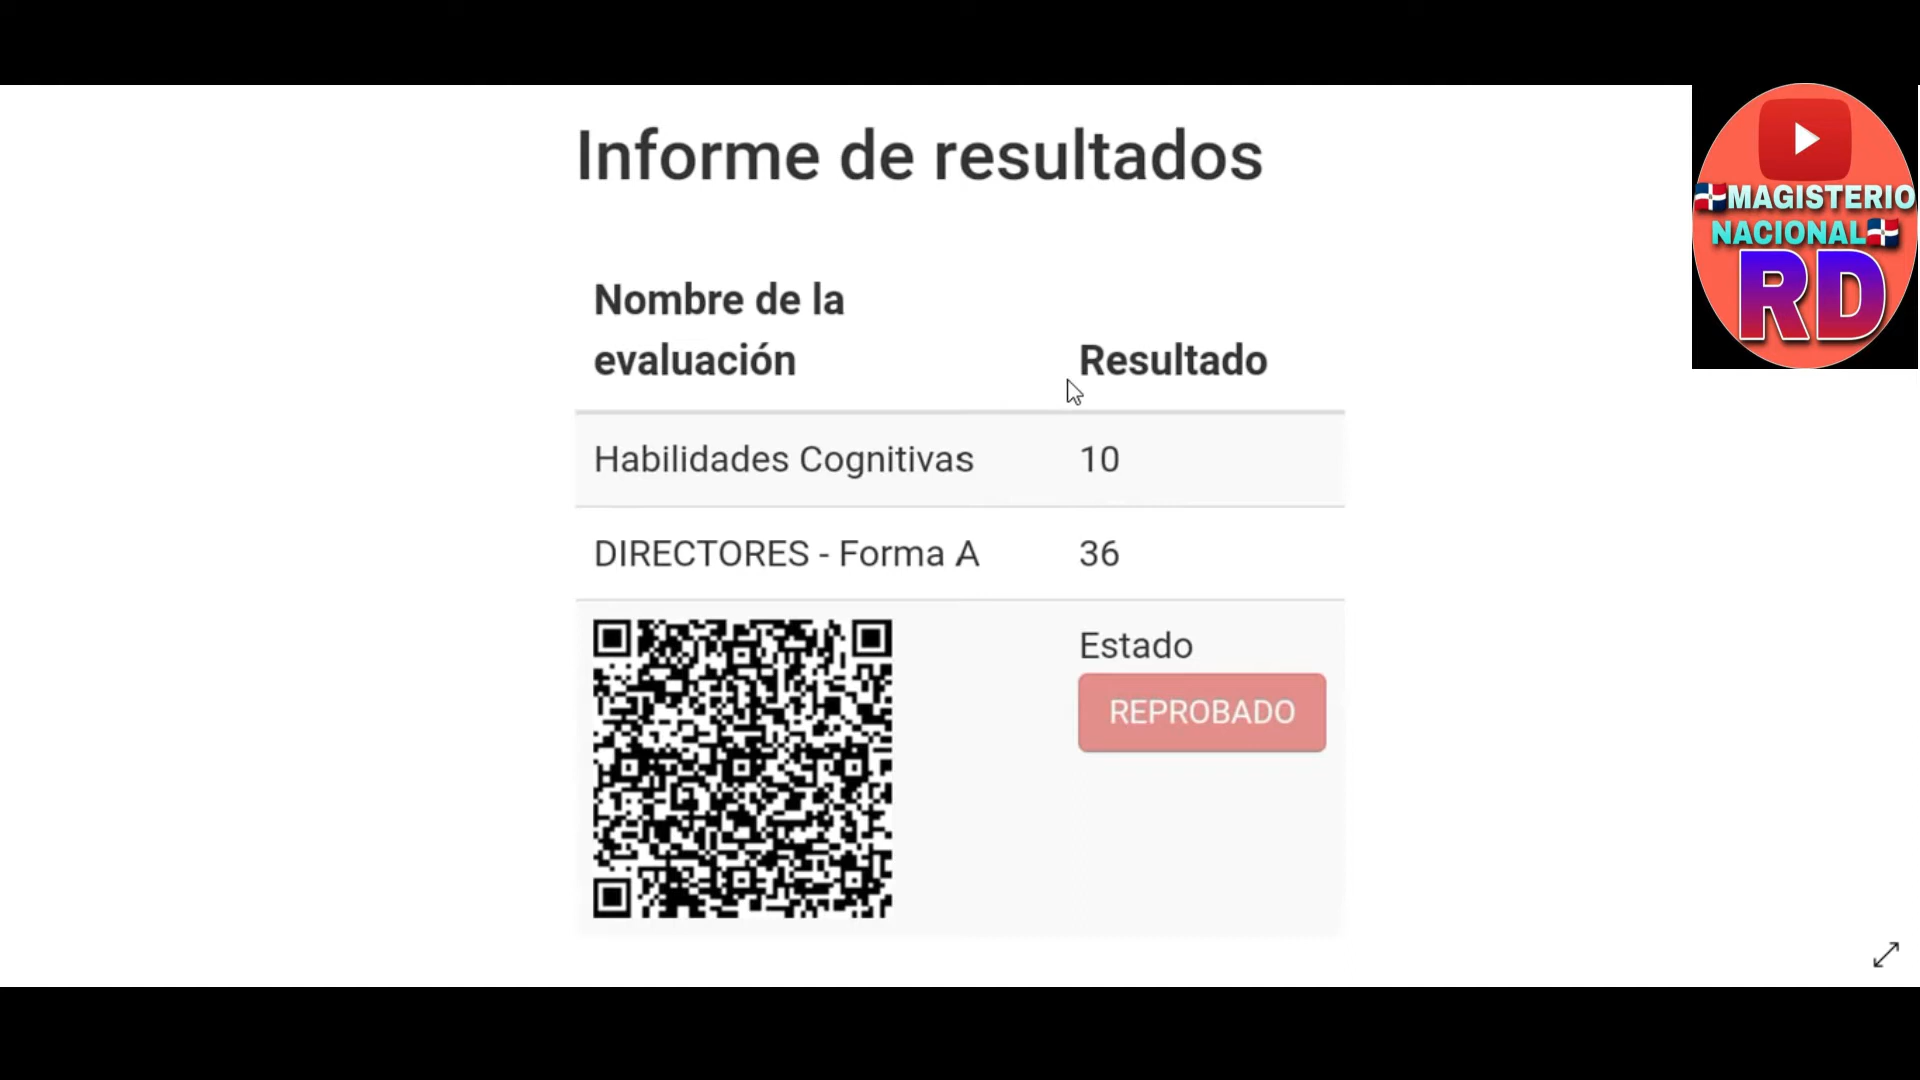 Informe de resultados
MAGISTERIO
NACIONAL
RD
Nombre de la
evaluación
Resultado
Habilidades Cognitivas 10
DIRECTORES - Forma A 36
Estado
REPROBADO